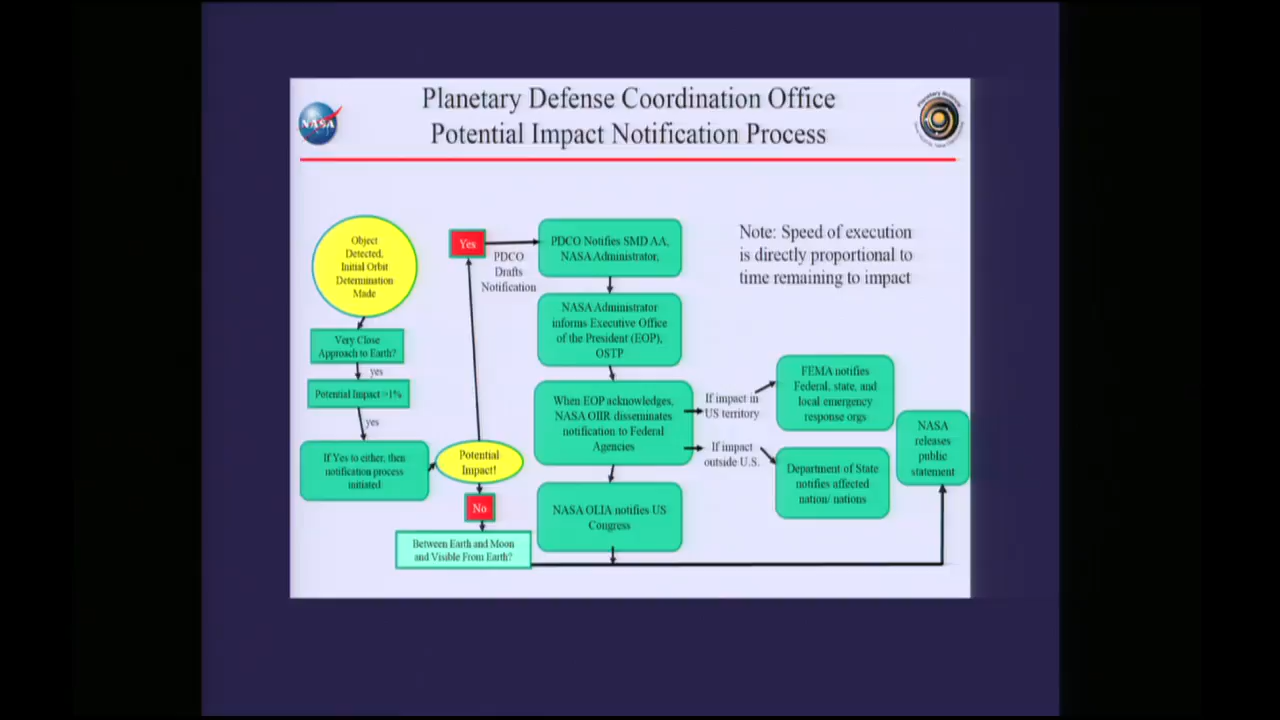 Planetary Defense Coordination Office
Potential Impact Notification Process
NASA
Object
Detected,
Initial Orbit
Determination
Made
Very Close
Approach to Earth?
yes
Potential Impact >1%
yes
If Yes to either, then
notification process
initiated
Potential
Impact!
Yes
PDCO
Drafts
Notification
No
Between Earth and Moon
and Visible From Earth?
PDCO Notifies SMD AA,
NASA Administrator,
NASA Administrator
informs Executive Office
of the President (EOP),
OSTP
When EOP acknowledges,
NASA OIIR disseminates
notification to Federal
Agencies
NASA OLIA notifies US
Congress
If impact in
US territory
If impact
outside U.S.
FEMA notifies
Federal, state, and
local emergency
response orgs
Department of State
notifies affected
nation/ nations
NASA
releases
public
statement
Note: Speed of execution
is directly proportional to
time remaining to impact
Planetary Science